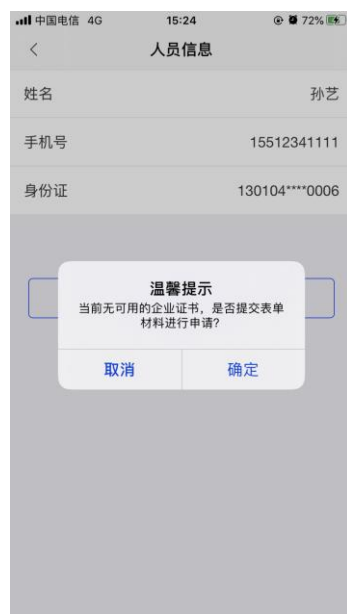 中国电信 4G 15:24 72%
人员信息
姓名 孙艺
手机号 15512341111
身份证 130104****0006
温馨提示
当前无可用的企业证书，是否提交表单
材料进行申请?
取消 确定